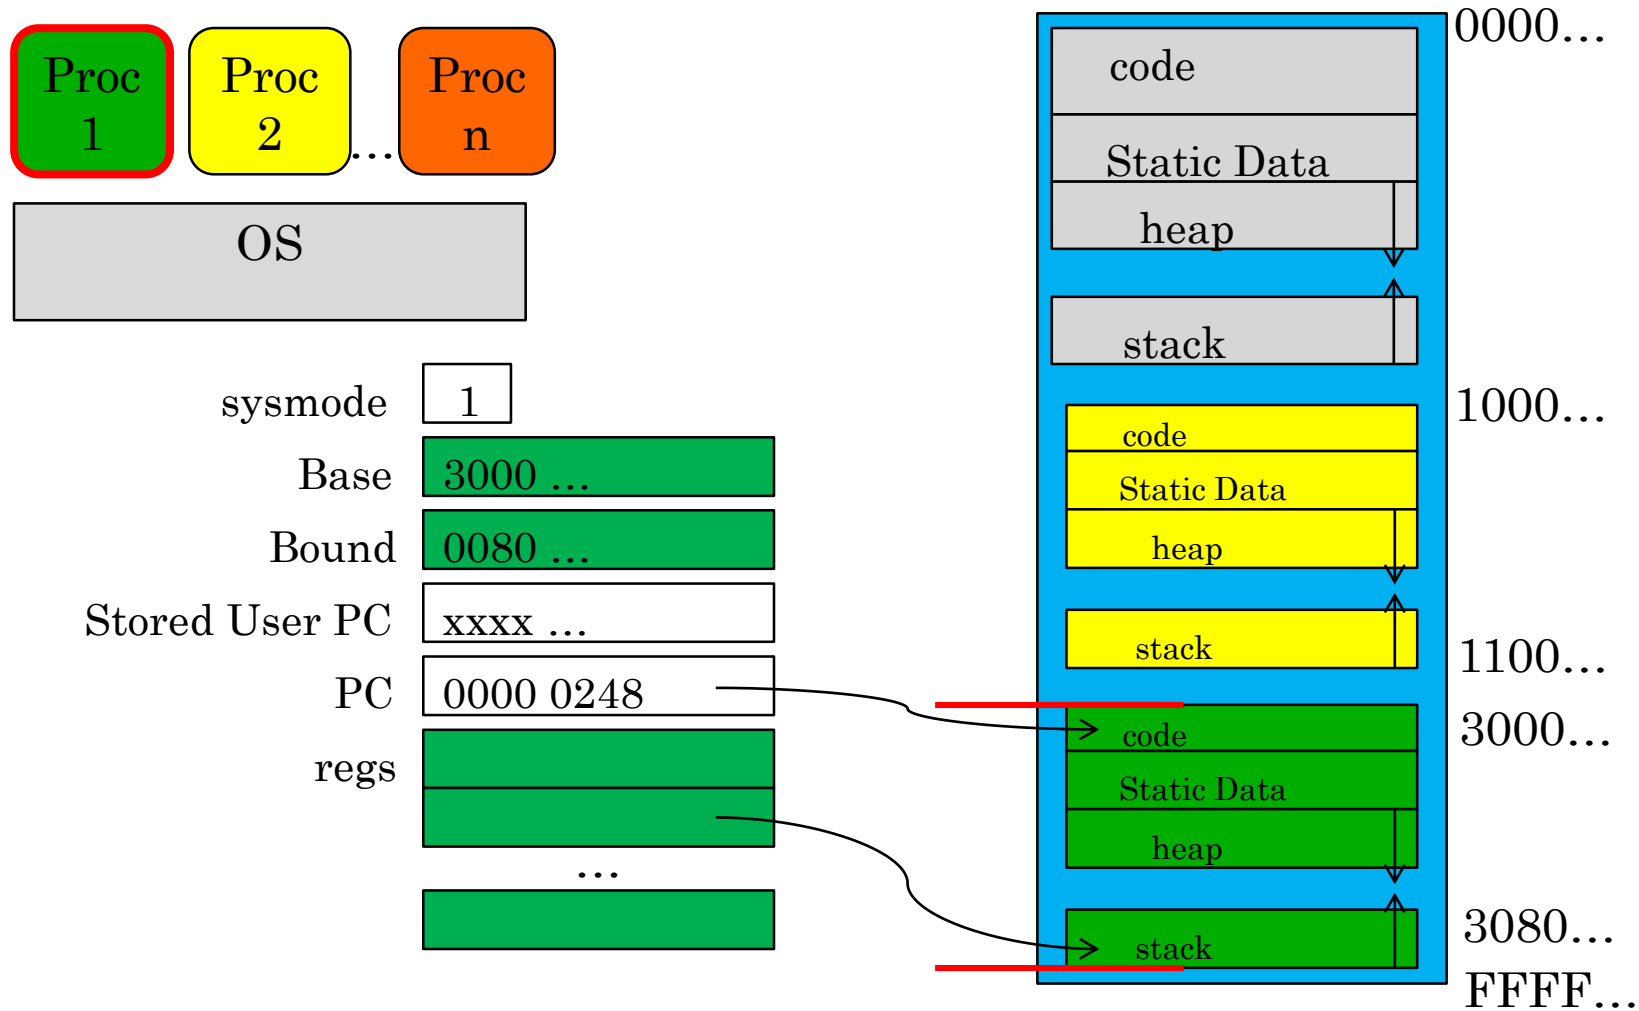 Proc
1
Proc
2
...
Proc
n
OS
sysmode 1
Base 3000 ...
Bound 0080 ...
Stored User PC xxxx ...
PC 0000 0248
regs
...
0000...
code
Static Data
heap
stack
1000...
code
Static Data
heap
stack
1100...
3000...
code
Static Data
heap
3080...
stack
FFFF...